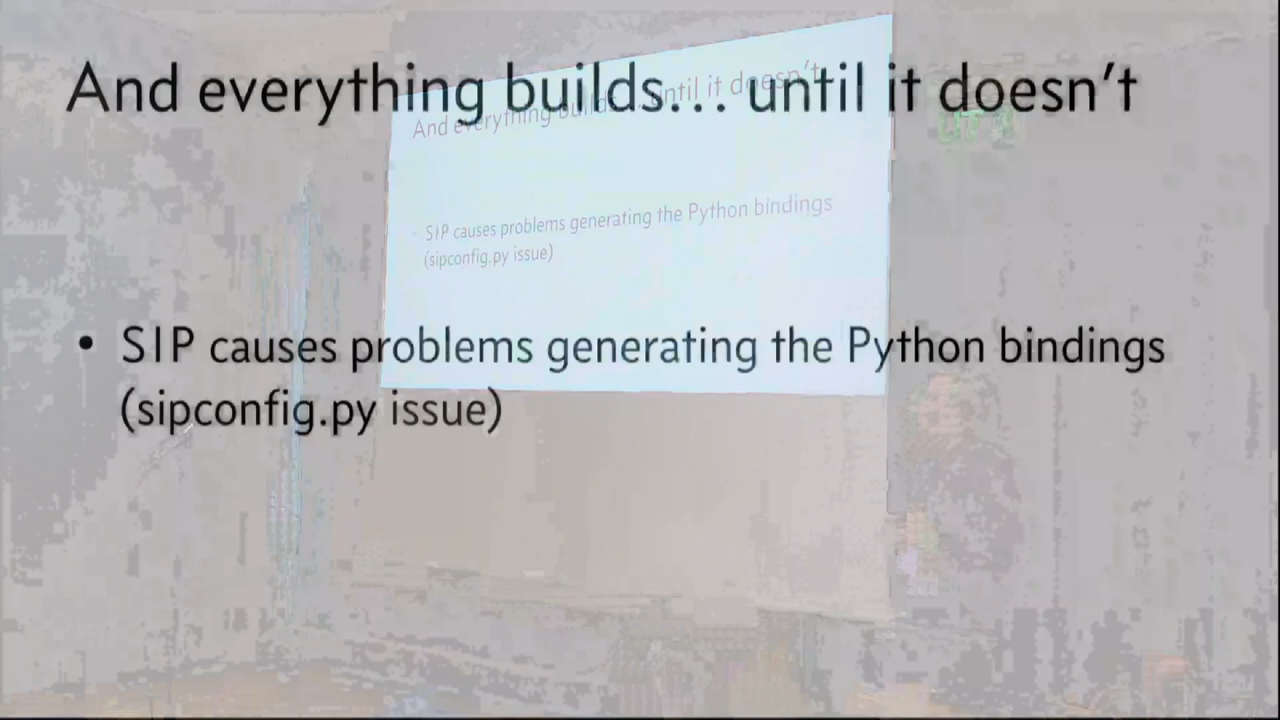 And everything builds... until it doesn't
• SIP causes problems generating the Python bindings
(sipconfig.py issue)
And everything builds... until it doesn't
SIP causes problems generating the Python bindings
(sipconfig.py issue)